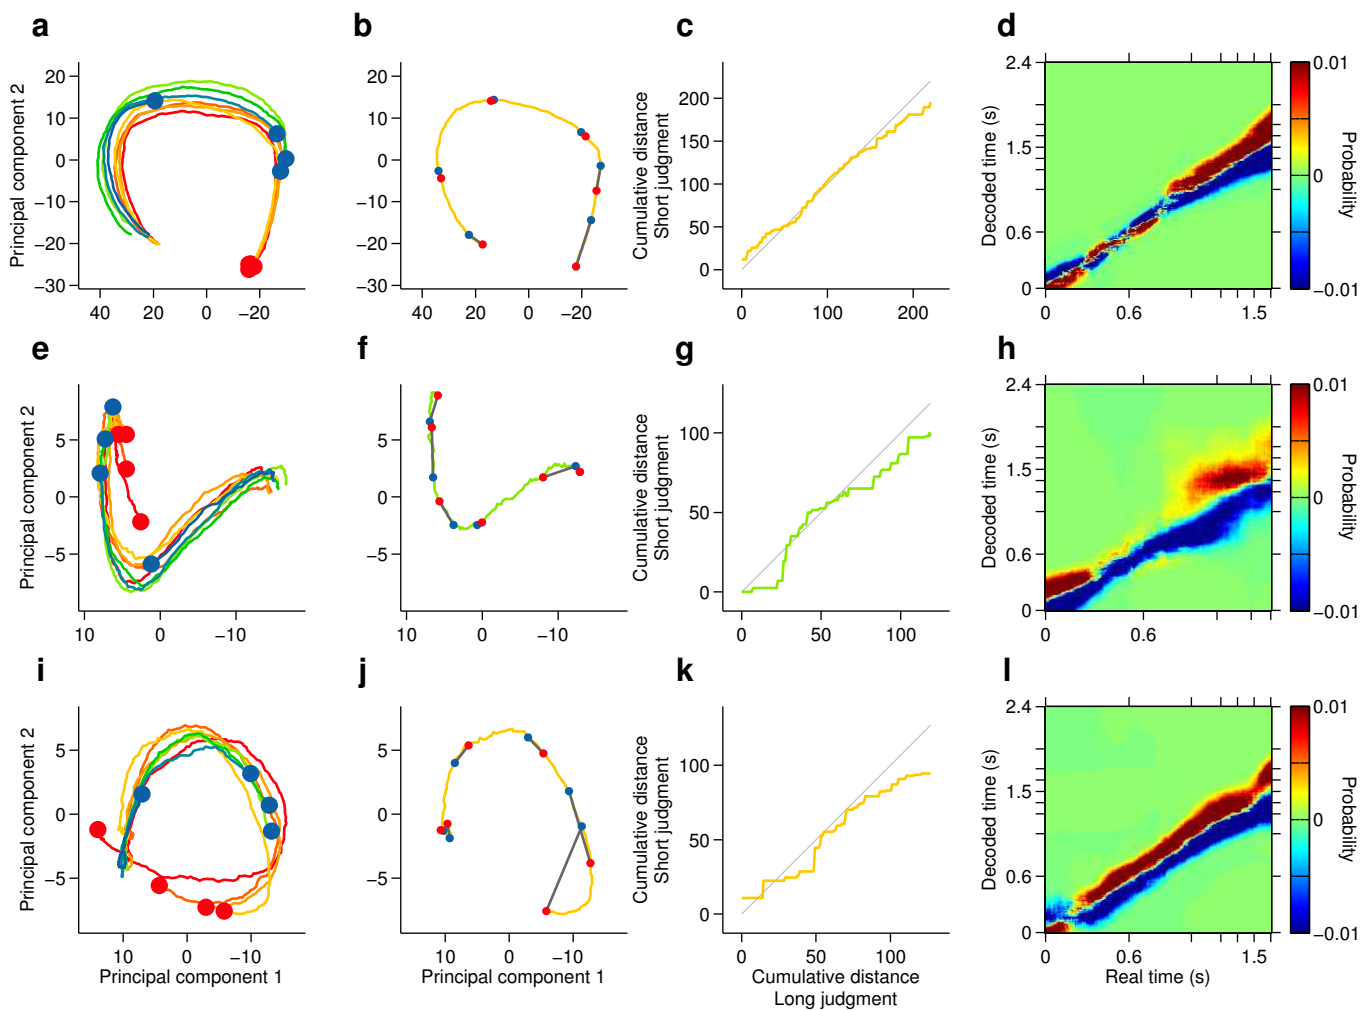 a
b
c
d
Principal component 2
20
10
0
−10
−20
−30
40
20
0
−20
20
10
0
−10
−20
−30
40
20
0
−20
Cumulative distance
Short judgment
200
150
100
50
0
0
100
200
Decoded time (s)
2.4
1.5
0.6
0
0
0.6
1.5
0.01
0
−0.01
Probability
e
f
g
h
Principal component 2
5
0
−5
10
0
−10
5
0
−5
10
0
−10
Cumulative distance
Short judgment
100
50
0
0
50
100
Decoded time (s)
2.4
1.5
0.6
0
0
0.6
0.01
0
−0.01
Probability
i
j
k
l
Principal component 2
5
0
−5
10
0
−10
Principal component 1
5
0
−5
10
0
−10
Principal component 1
Cumulative distance
Short judgment
100
50
0
0
50
100
Cumulative distance
Long judgment
Decoded time (s)
2.4
1.5
0.6
0
0
0.6
1.5
Real time (s)
0.01
0
−0.01
Probability